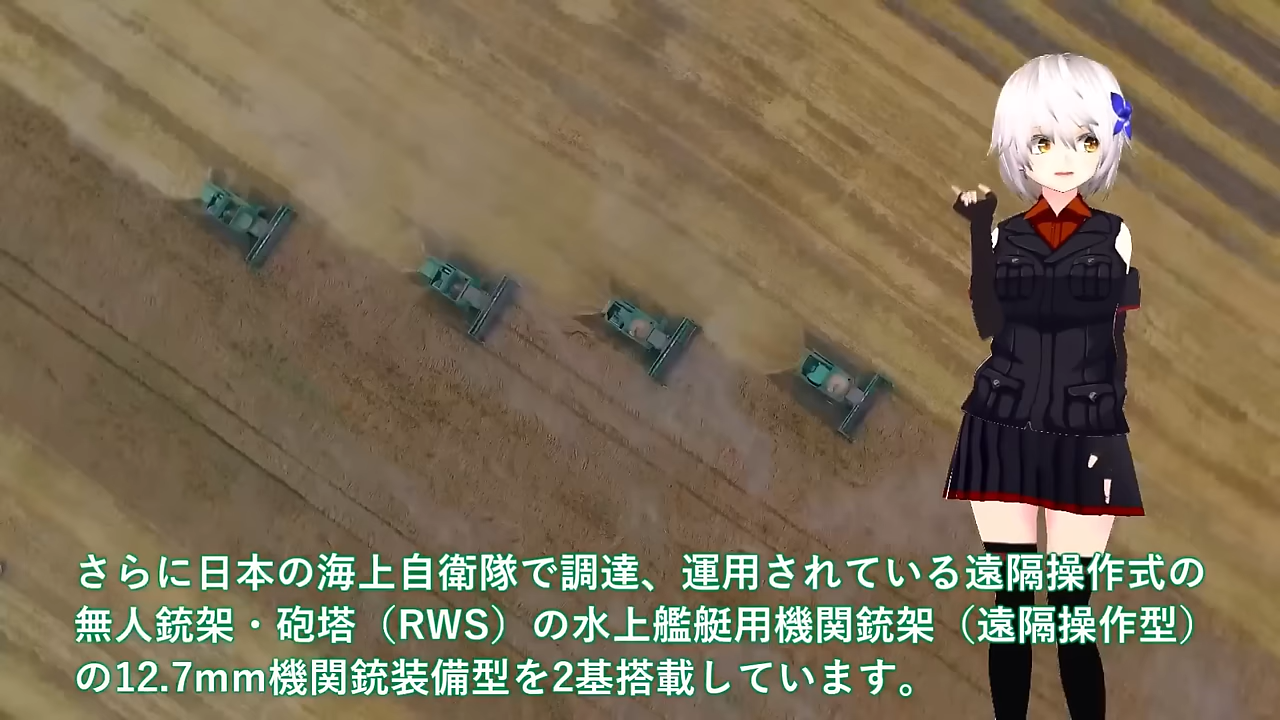 さらに日本の海上自衛隊で調達、運用されている遠隔操作式の
無人銃架・砲塔（RWS）の水上艦艇用機関銃架（遠隔操作型）
の12.7mm機関銃装備型を2基搭載しています。